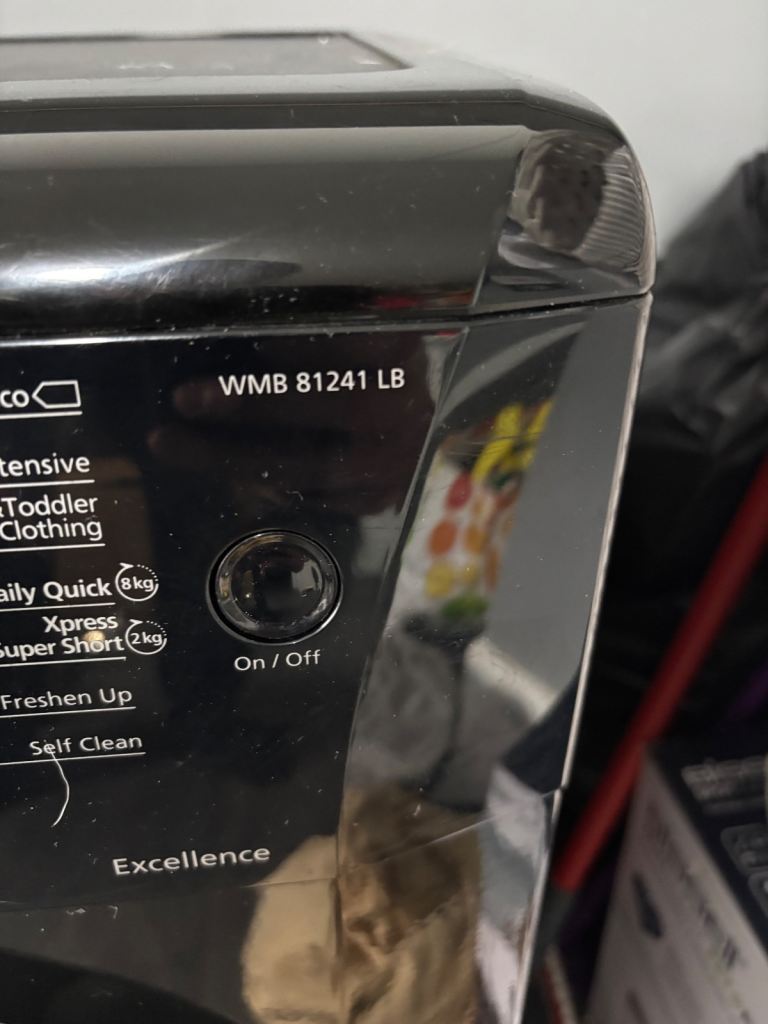 WMB 81241 LB
co
tensive
&Toddler
Clothing
aily Quick 8kg
Xpress
Super Short 2kg
Freshen Up
Self Clean
On / Off
Excellence